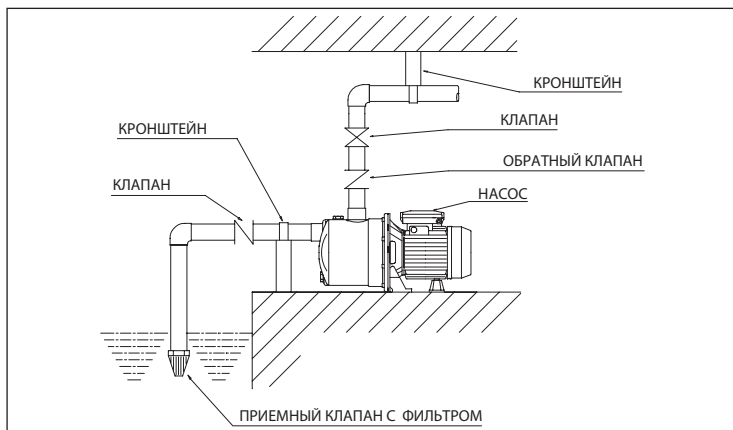 КРОНШТЕЙН
КЛАПАН
КРОНШТЕЙН
ОБРАТНЫЙ КЛАПАН
КЛАПАН
НАСОС
ПРИЕМНЫЙ КЛАПАН С ФИЛЬТРОМ